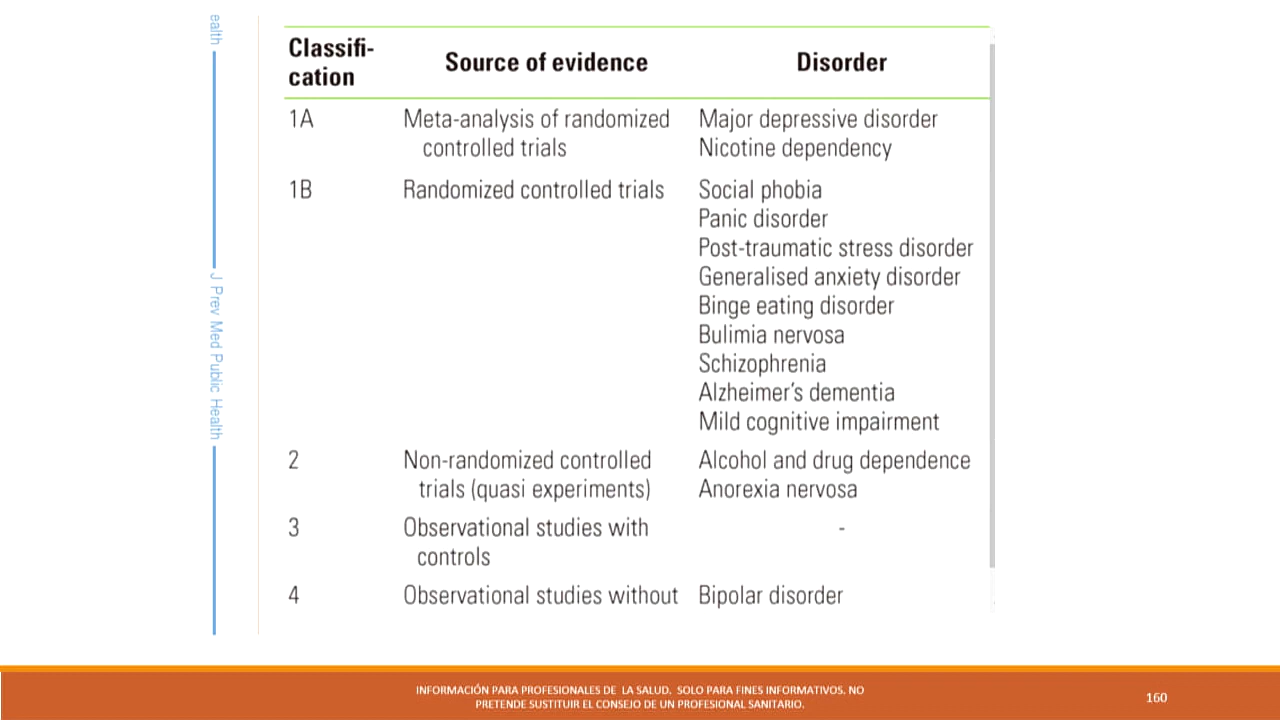 ealth
J Prev Med Public Health
Classifi-
cation
Source of evidence
Disorder
1A
Meta-analysis of randomized
controlled trials
Major depressive disorder
Nicotine dependency
1B
Randomized controlled trials
Social phobia
Panic disorder
Post-traumatic stress disorder
Generalised anxiety disorder
Binge eating disorder
Bulimia nervosa
Schizophrenia
Alzheimer's dementia
Mild cognitive impairment
2
Non-randomized controlled
trials (quasi experiments)
Alcohol and drug dependence
Anorexia nervosa
3
Observational studies with
controls
-
4
Observational studies without
Bipolar disorder
INFORMACIÓN PARA PROFESIONALES DE LA SALUD. SOLO PARA FINES INFORMATIVOS. NO
PRETENDE SUSTITUIR EL CONSEJO DE UN PROFESIONAL SANITARIO.
160